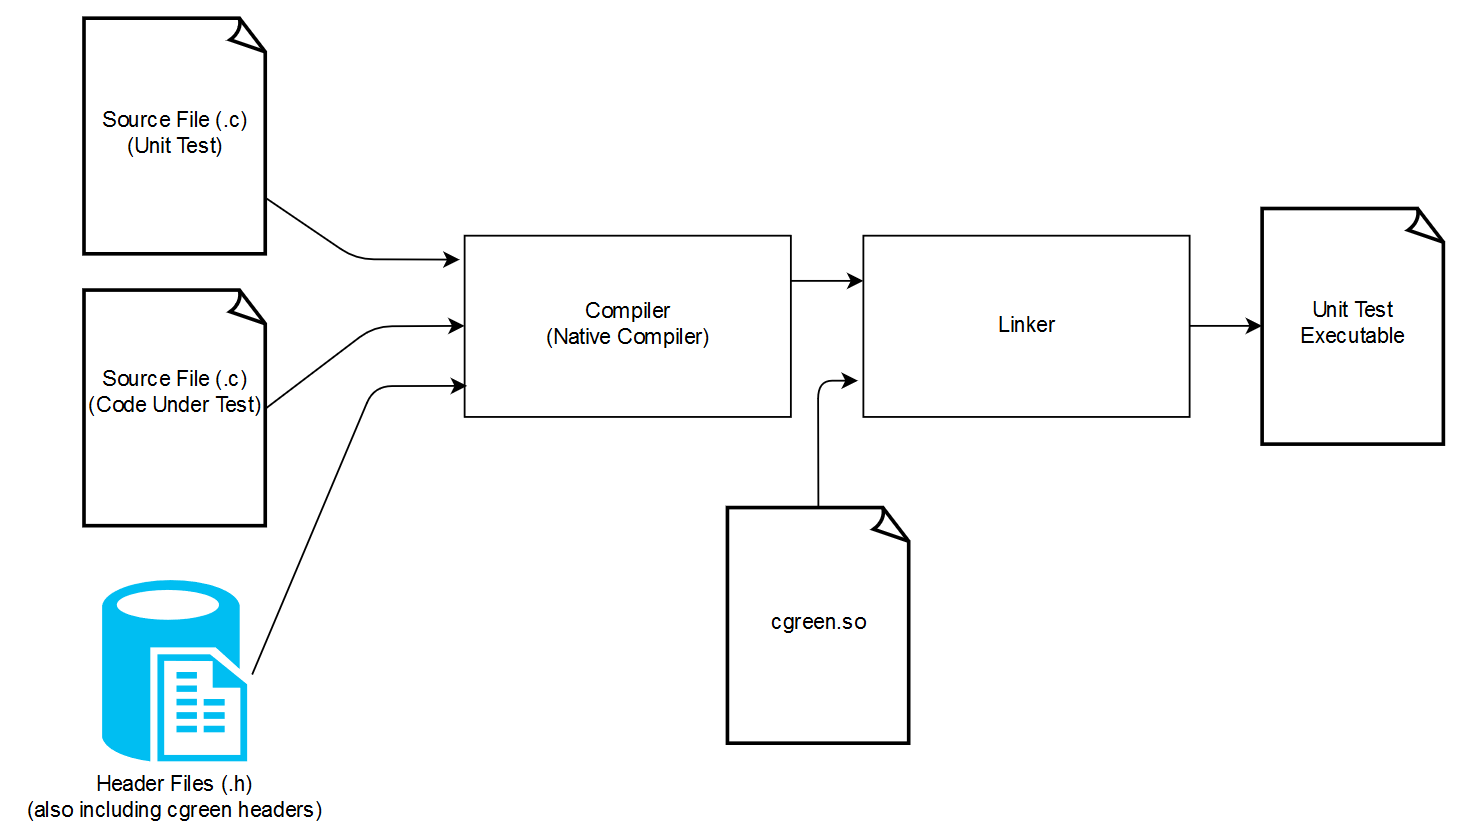 Source File (.c)
(Unit Test)
Source File (.c)
(Code Under Test)
Header Files (.h)
(also including cgreen headers)
Compiler
(Native Compiler)
Linker
cgreen.so
Unit Test
Executable